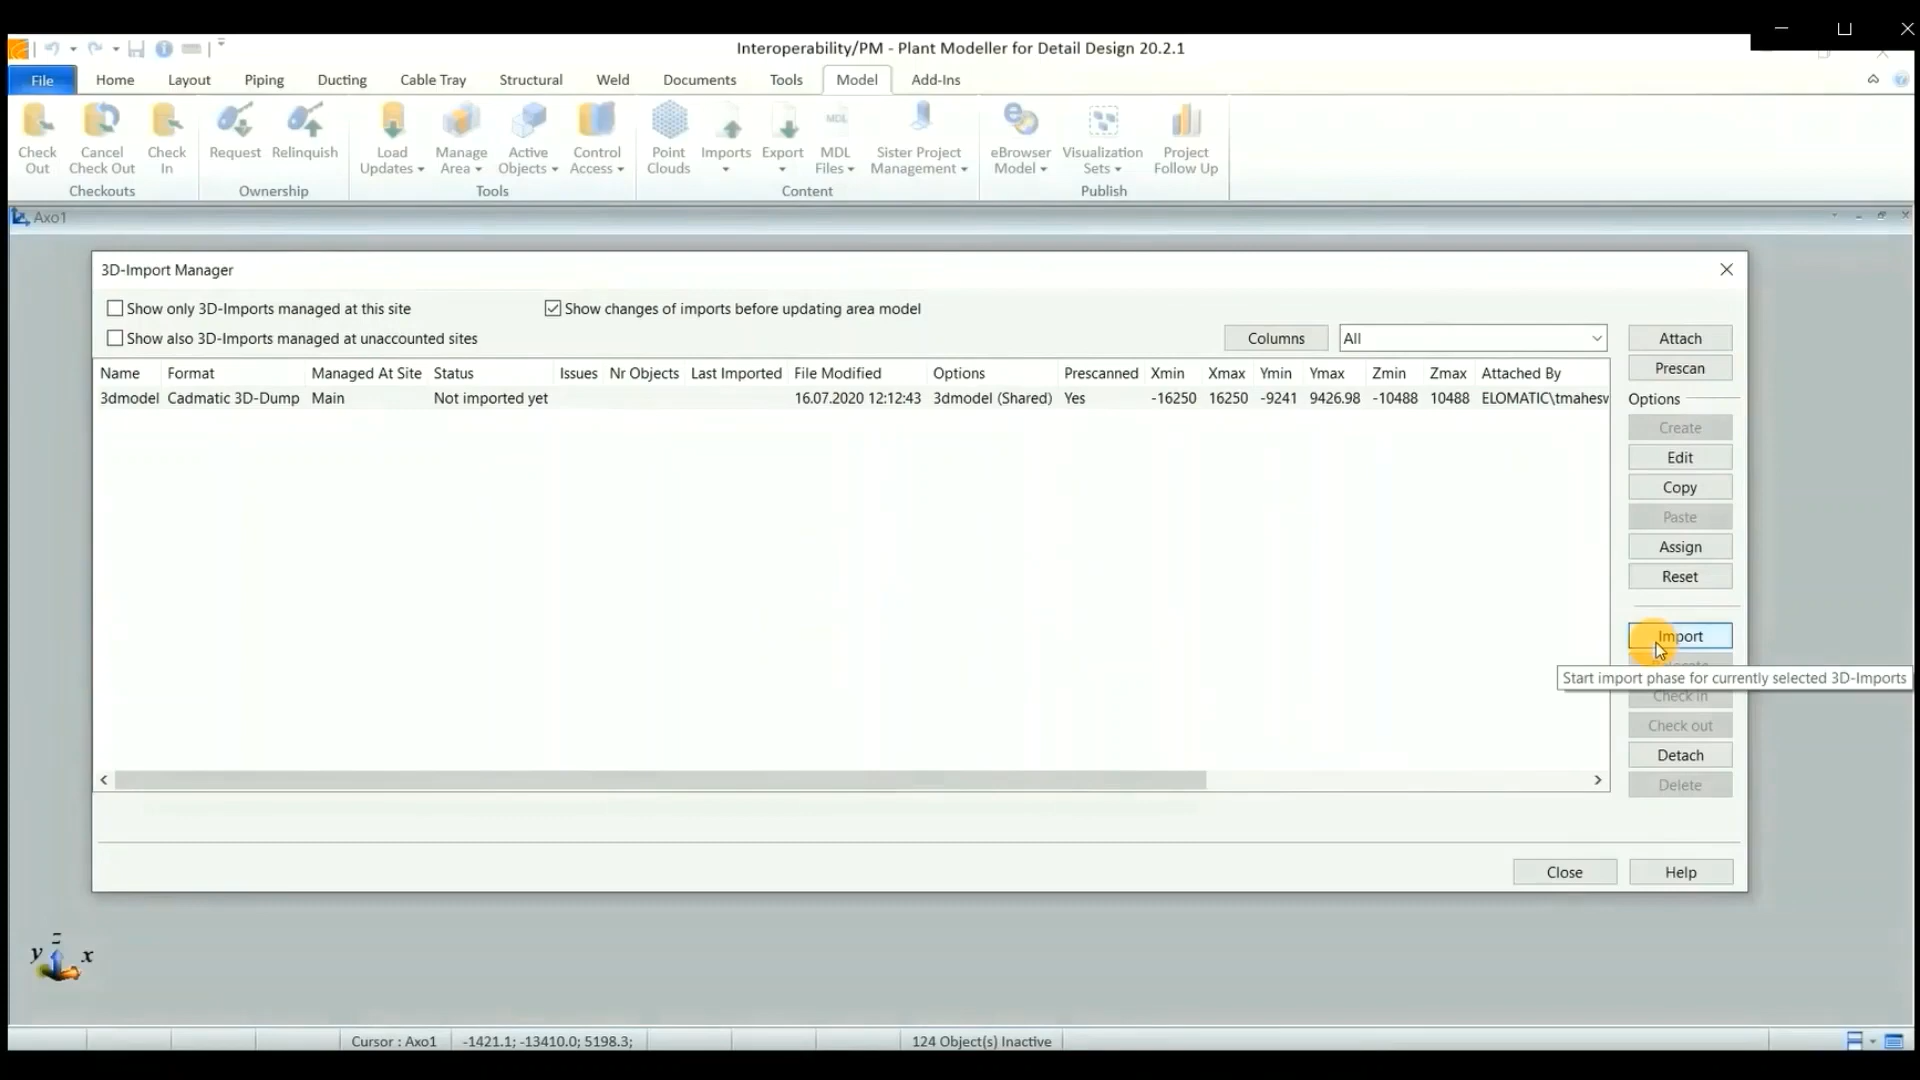 Interoperability/PM - Plant Modeller for Detail Design 20.2.1
File Home Layout Piping Ducting Cable Tray Structural Weld Documents Tools Model Add-Ins
MDL
Check Cancel Check Request Relinquish Load Manage Active Control Point Imports Export MDL Sister Project eBrowser Visualization Project
Out Check Out In Updates Area Objects Access Clouds Files Management Model Sets Follow Up
Checkouts Ownership Tools Content Publish
Axo1
3D-Import Manager
Show only 3D-Imports managed at this site Show changes of imports before updating area model
Show also 3D-Imports managed at unaccounted sites Columns All Attach
Prescan
Name Format Managed At Site Status Issues Nr Objects Last Imported File Modified Options Prescanned Xmin Xmax Ymin Ymax Zmin Zmax Attached By
3dmodel Cadmatic 3D-Dump Main Not imported yet 16.07.2020 12:12:43 3dmodel (Shared) Yes -16250 16250 -9241 9426.98 -10488 10488 ELOMATIC\tmahesw
Options
Create
Edit
Copy
Paste
Assign
Reset
Import
Start import phase for currently selected 3D-Imports
Check in
Check out
Detach
Delete
Close Help
z
y x
Cursor : Axo1 -1421.1; -13410.0; 5198.3; 124 Object(s) Inactive